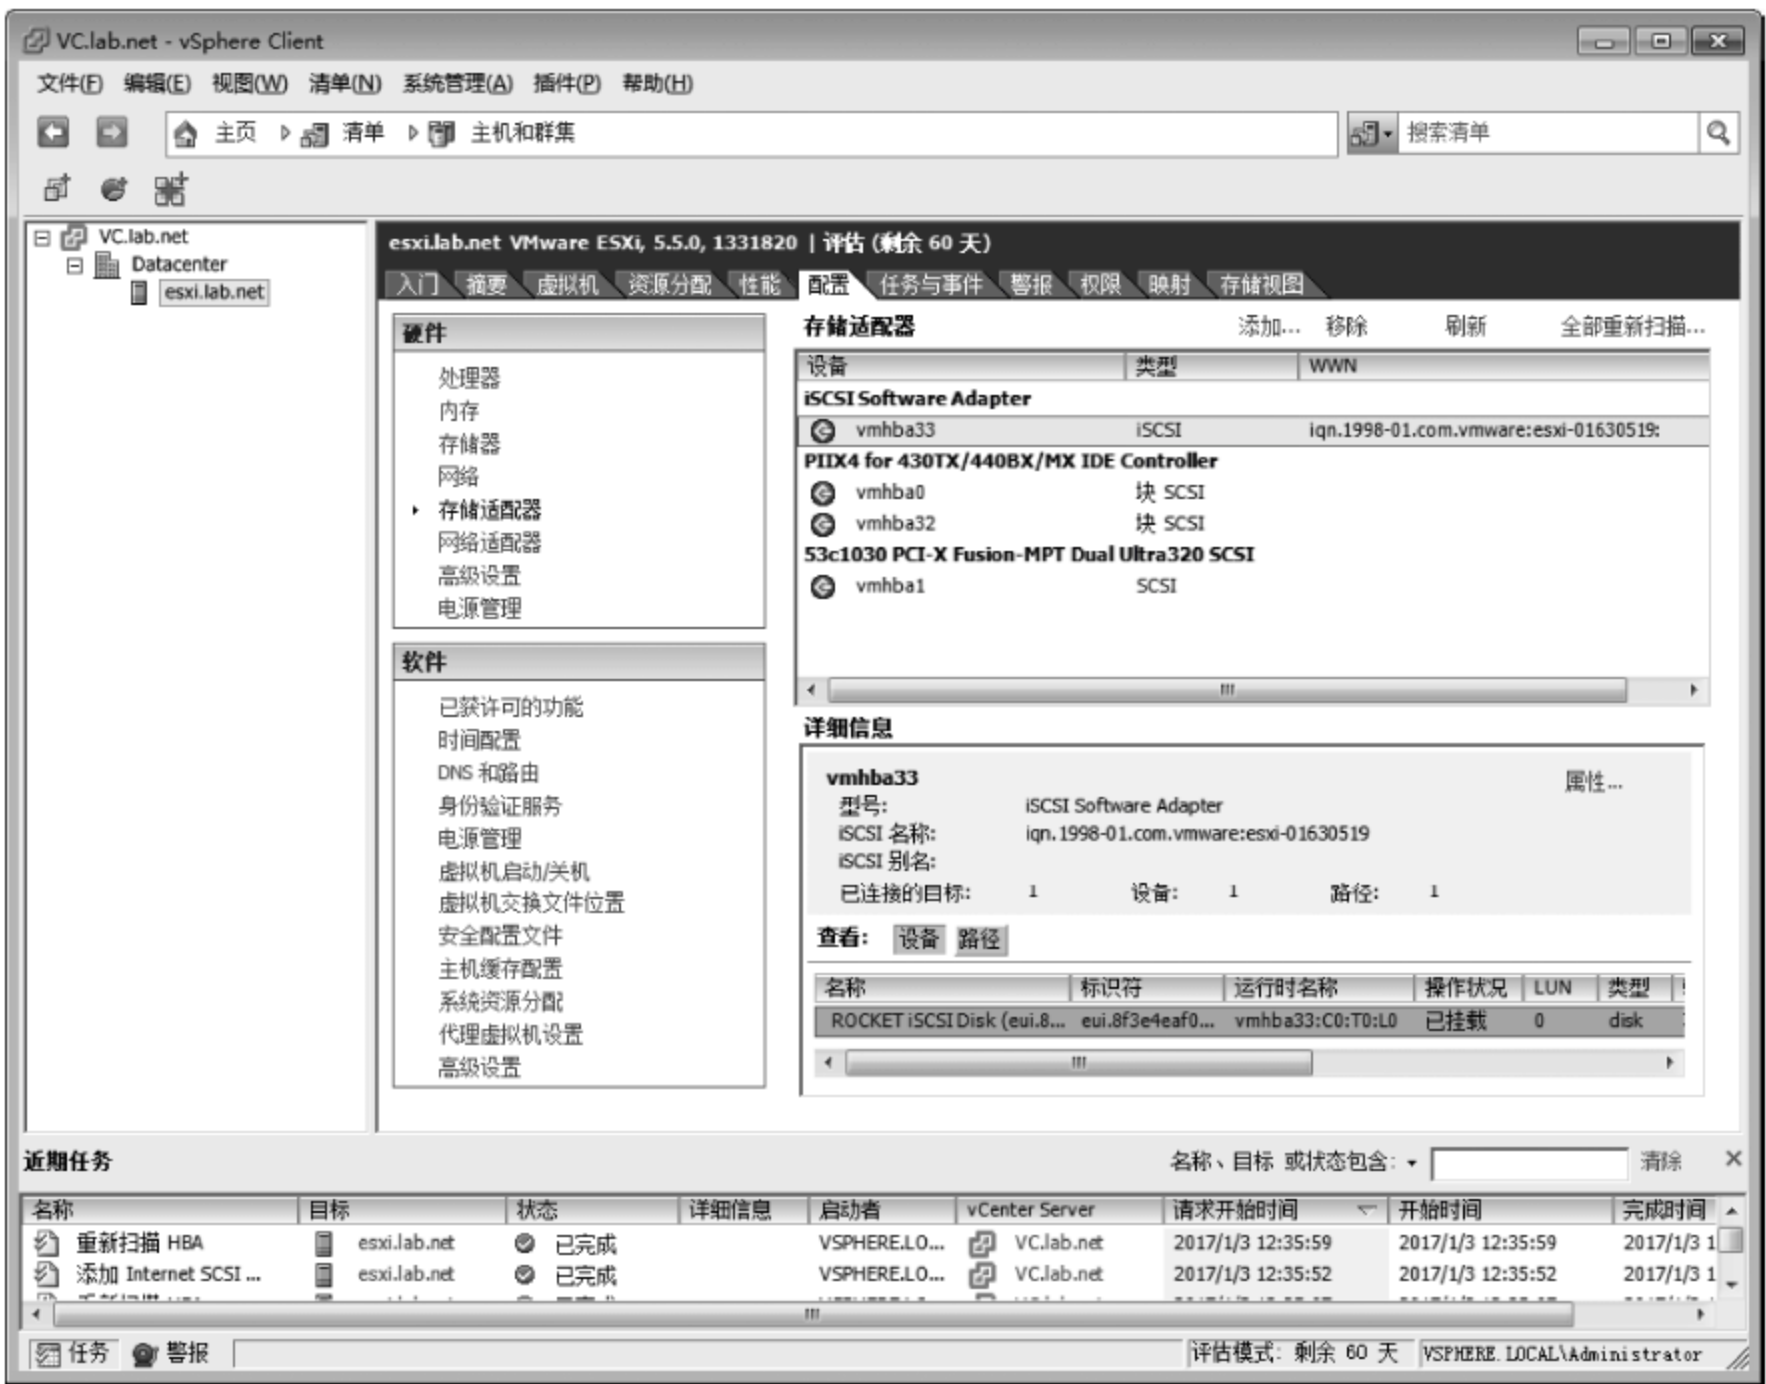 VC.lab.net - vSphere Client
文件(F) 编辑(E) 视图(W) 清单(N) 系统管理(A) 插件(P) 帮助(H)
主页 清单 主机和群集 搜索清单
VC.lab.net
Datacenter
esxi.lab.net
esxi.lab.net VMware ESXi, 5.5.0, 1331820 | 评估 (剩余 60 天)
入门 摘要 虚拟机 资源分配 性能 配置 任务与事件 警报 权限 映射 存储视图
硬件
处理器
内存
存储器
网络
存储适配器
网络适配器
高级设置
电源管理
软件
已获许可的功能
时间配置
DNS 和路由
身份验证服务
电源管理
虚拟机启动/关机
虚拟机交换文件位置
安全配置文件
主机缓存配置
系统资源分配
代理虚拟机设置
高级设置
存储适配器 添加... 移除 刷新 全部重新扫描...
设备 类型 WWN
iSCSI Software Adapter
vmhba33 iSCSI iqn.1998-01.com.vmware:esxi-01630519:
PIIX4 for 430TX/440BX/MX IDE Controller
vmhba0 块 SCSI
vmhba32 块 SCSI
53c1030 PCI-X Fusion-MPT Dual Ultra320 SCSI
vmhba1 SCSI
详细信息
vmhba33 属性...
型号: iSCSI Software Adapter
iSCSI 名称: iqn.1998-01.com.vmware:esxi-01630519
iSCSI 别名:
已连接的目标: 1 设备: 1 路径: 1
查看: 设备 路径
名称 标识符 运行时名称 操作状况 LUN 类型
ROCKET iSCSI Disk (eui.8... eui.8f3e4eaf0... vmhba33:C0:T0:L0 已挂载 0 disk
近期任务 名称、目标 或状态包含: 清除
名称 目标 状态 详细信息 启动者 vCenter Server 请求开始时间 开始时间 完成时间
重新扫描 HBA esxi.lab.net 已完成 VSPHERE.LO... VC.lab.net 2017/1/3 12:35:59 2017/1/3 12:35:59 2017/1/3 1
添加 Internet SCSI ... esxi.lab.net 已完成 VSPHERE.LO... VC.lab.net 2017/1/3 12:35:52 2017/1/3 12:35:52 2017/1/3 1
任务 警报 评估模式: 剩余 60 天 VSPHERE.LOCAL\Administrator